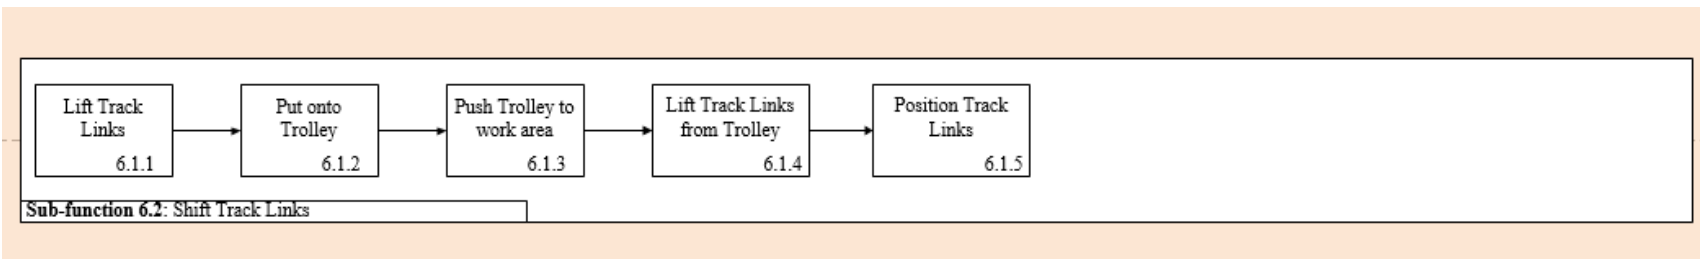 Lift Track
Links
6.1.1
Put onto
Trolley
6.1.2
Push Trolley to
work area
6.1.3
Lift Track Links
from Trolley
6.1.4
Position Track
Links
6.1.5
Sub-function 6.2: Shift Track Links